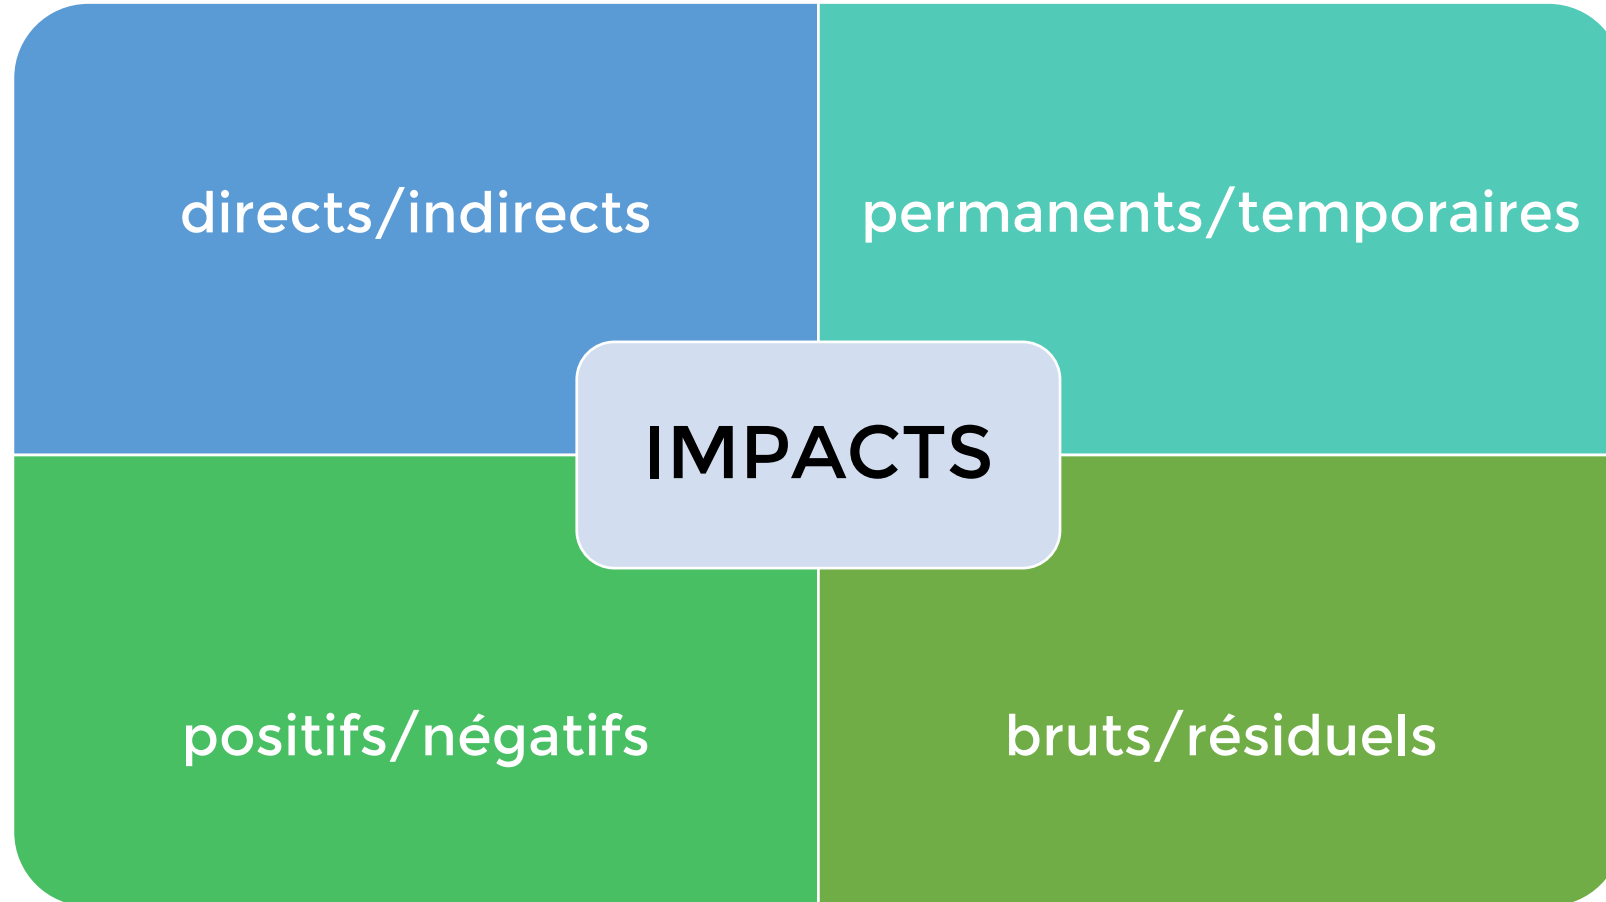 directs/indirects
permanents/temporaires
IMPACTS
positifs/négatifs
bruts/résiduels